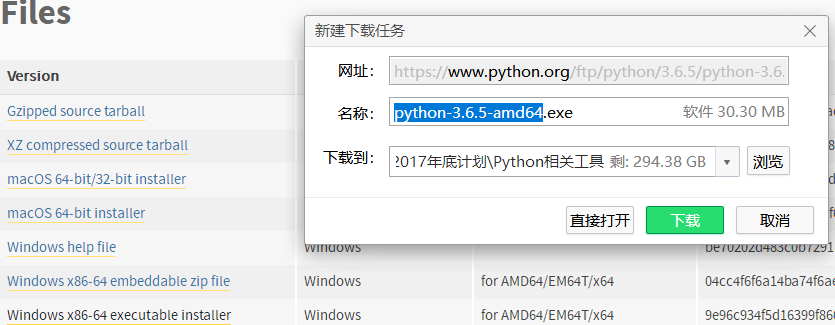 Files
新建下载任务
网址： https://www.python.org/ftp/python/3.6.5/python-3.6.
名称： python-3.6.5-amd64.exe 软件 30.30 MB
下载到： 2017年底计划\Python相关工具 剩: 294.38 GB 浏览
直接打开 下载 取消
Version
Gzipped source tarball
XZ compressed source tarball
macOS 64-bit/32-bit installer
macOS 64-bit installer
Windows help file Windows be70202d483c0b7291
Windows x86-64 embeddable zip file Windows for AMD64/EM64T/x64 04cc4f6f6a14ba74f6ae
Windows x86-64 executable installer Windows for AMD64/EM64T/x64 9e96c934f5d16399f860